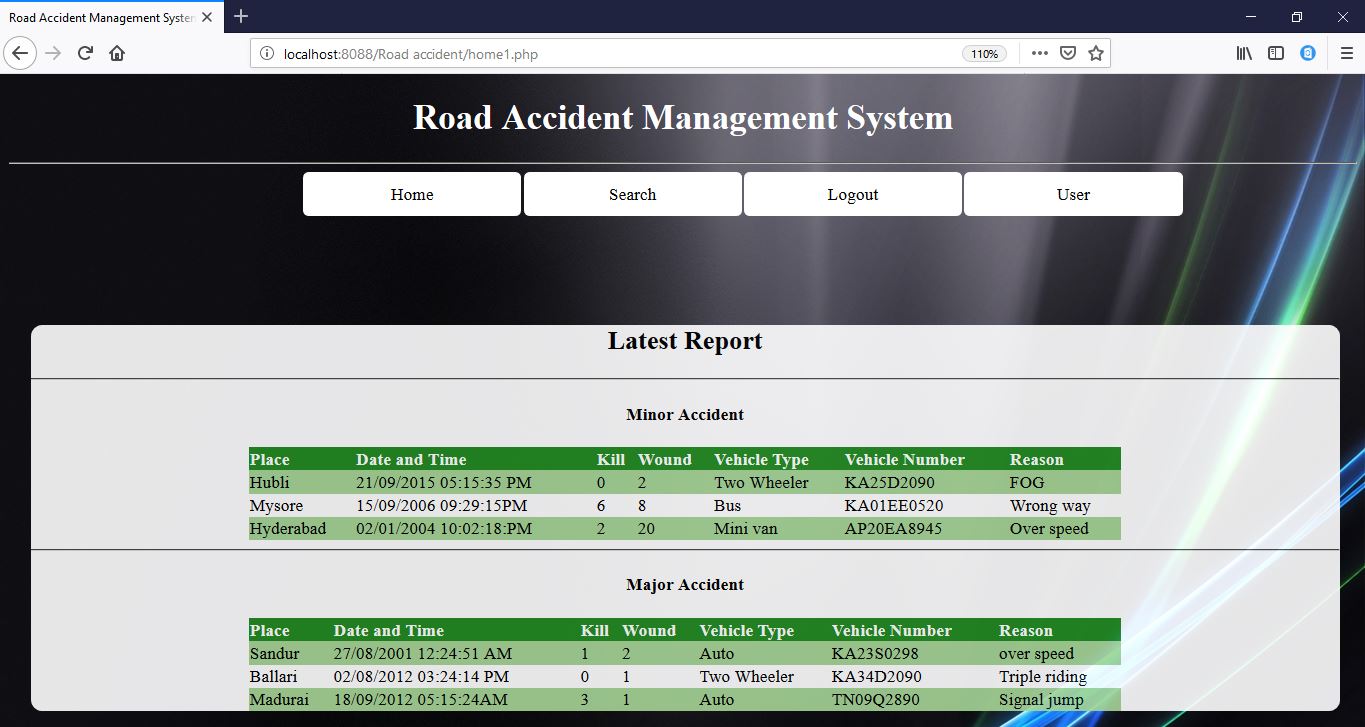 Road Accident Management System
localhost:8088/Road accident/home1.php
110%
Road Accident Management System
Home Search Logout User
Latest Report
Minor Accident
Place Date and Time Kill Wound Vehicle Type Vehicle Number Reason
Hubli 21/09/2015 05:15:35 PM 0 2 Two Wheeler KA25D2090 FOG
Mysore 15/09/2006 09:29:15PM 6 8 Bus KA01EE0520 Wrong way
Hyderabad 02/01/2004 10:02:18:PM 2 20 Mini van AP20EA8945 Over speed
Major Accident
Place Date and Time Kill Wound Vehicle Type Vehicle Number Reason
Sandur 27/08/2001 12:24:51 AM 1 2 Auto KA23S0298 over speed
Ballari 02/08/2012 03:24:14 PM 0 1 Two Wheeler KA34D2090 Triple riding
Madurai 18/09/2012 05:15:24AM 3 1 Auto TN09Q2890 Signal jump